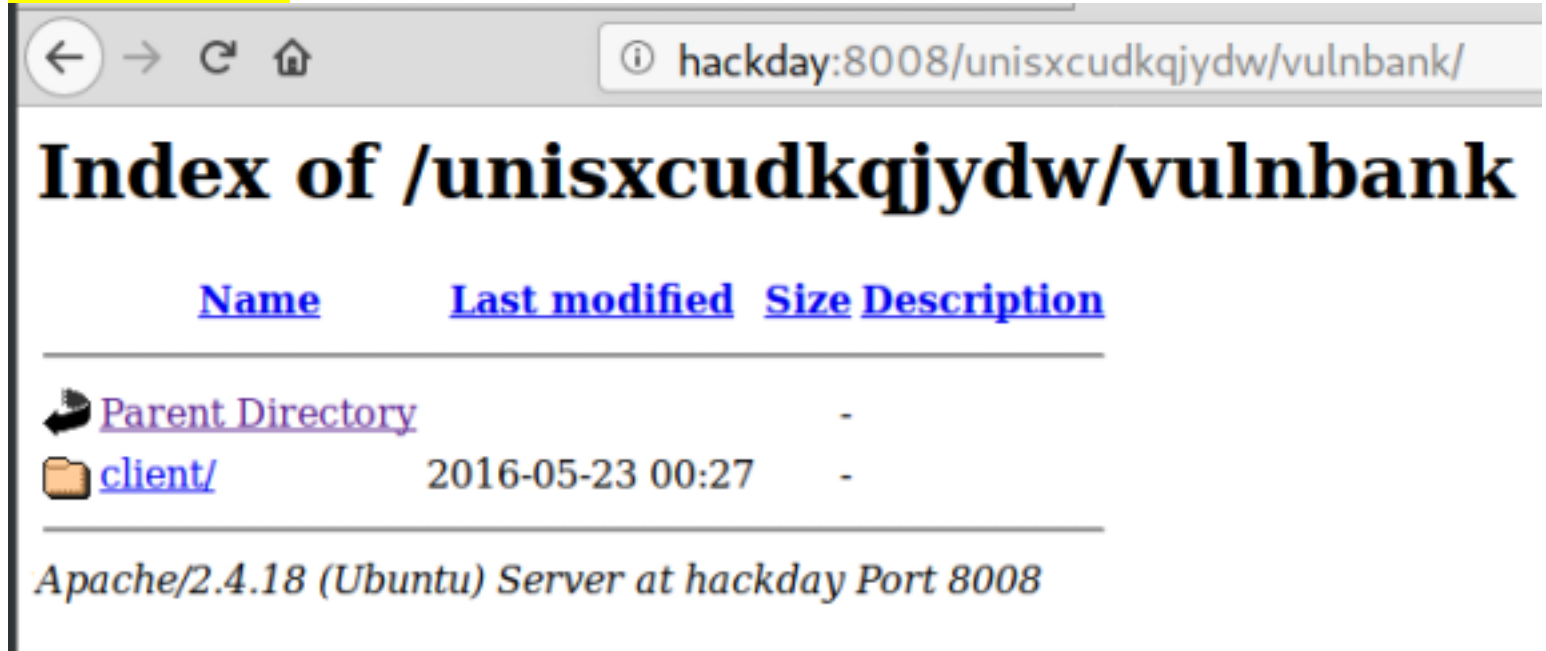 hackday:8008/unisxcudkqjydw/vulnbank/
Index of /unisxcudkqjydw/vulnbank
Name Last modified Size Description
Parent Directory -
client/ 2016-05-23 00:27 -
Apache/2.4.18 (Ubuntu) Server at hackday Port 8008